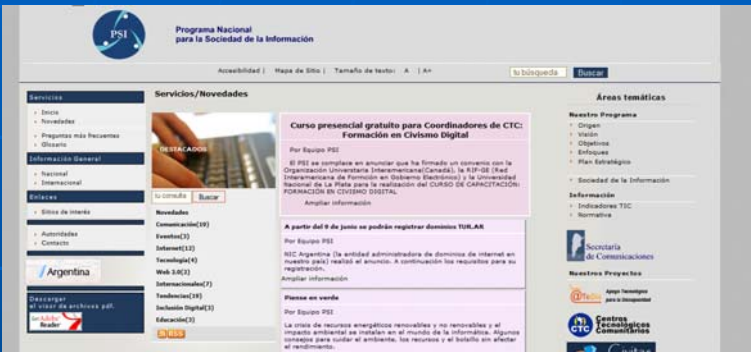 PSI
Programa Nacional
para la Sociedad de la Información
Accesibilidad | Mapa de Sitio | Tamaño de texto: A | A+
tu búsqueda Buscar
Servicios
Inicio
Novedades
Preguntas más frecuentes
Glosario
Información General
Nacional
Internacional
Enlaces
Sitios de interés
Autoridades
Contacto
Argentina
Descargar
el visor de archivos pdf.
Get Adobe
Reader
Servicios/Novedades
DESTACADOS
tu consulta Buscar
Novedades
Comunicación(19)
Eventos(2)
Internet(12)
Tecnología(4)
Web 2.0(2)
Internacionales(7)
Tendencias(18)
Inclusión Digital(3)
Educación(3)
RSS
Curso presencial gratuito para Coordinadores de CTC:
Formación en Civismo Digital
Por Equipo PSI
El PSI se complace en anunciar que ha firmado un convenio con la
Organización Universitaria Interamericana(Canadá), la RIF-GE (Red
Interamericana de Formación en Gobierno Electrónico) y la Universidad
Nacional de La Plata para la realización del CURSO DE CAPACITACIÓN:
FORMACIÓN EN CIVISMO DIGITAL
Ampliar información
A partir del 9 de junio se podrán registrar dominios TUR.AR
Por Equipo PSI
NIC Argentina (la entidad administradora de dominios de internet en
nuestro país) realizó el anuncio. A continuación los requisitos para su
registración.
Ampliar información
Piense en verde
Por Equipo PSI
La crisis de recursos energéticos renovables y no renovables y el
impacto ambiental se instalan en el mundo de la informática. Algunos
consejos para cuidar el ambiente, los recursos y el bolsillo sin afectar
el rendimiento.
Áreas temáticas
Nuestro Programa
Origen
Visión
Objetivos
Enfoques
Plan Estratégico
Sociedad de la Información
Información
Indicadores TIC
Normativa
Secretaría
de Comunicaciones
Nuestros Proyectos
Apoyo Tecnológico
para la Discapacidad
CTC
Centros
Tecnológicos
Comunitarios
Civitas